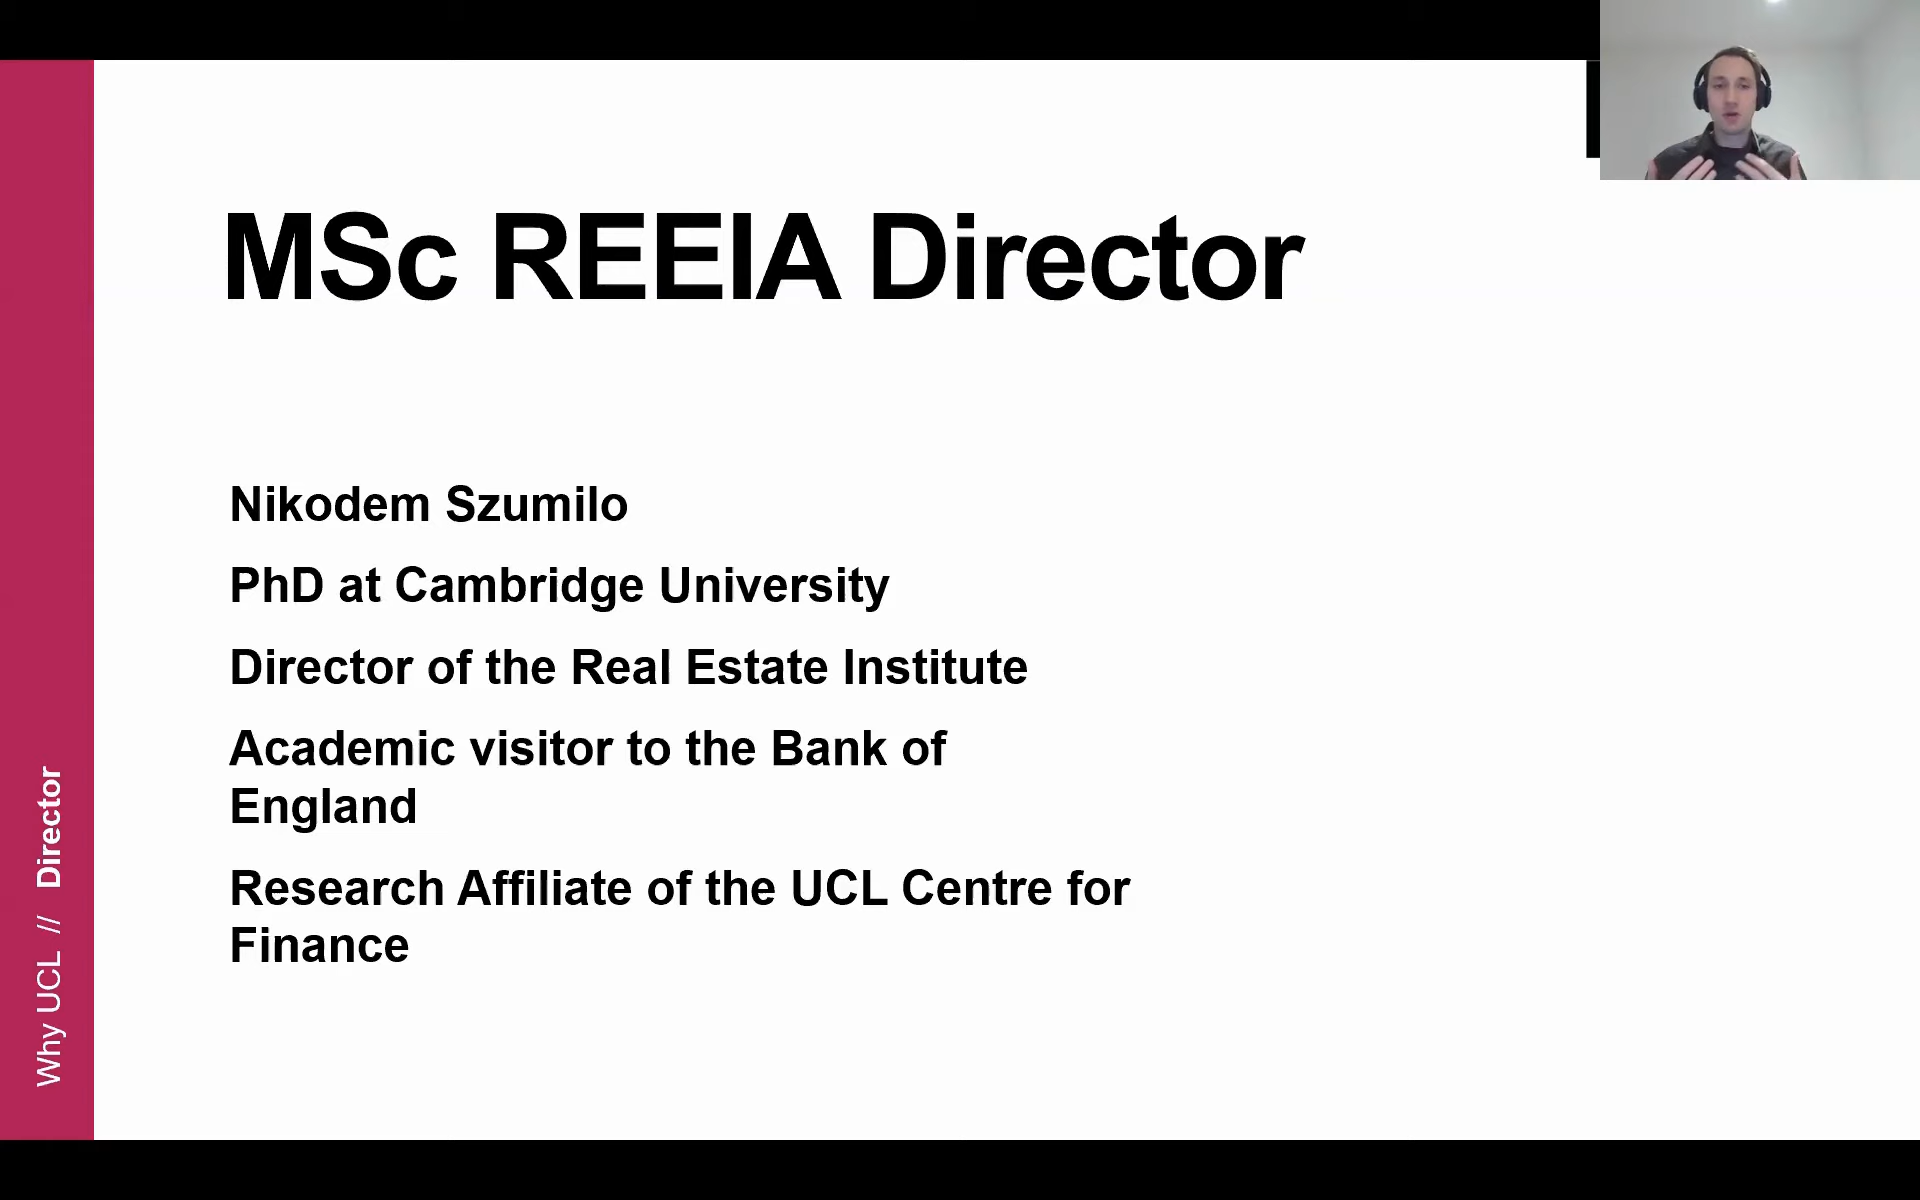 MSc REEIA Director
Nikodem Szumilo
PhD at Cambridge University
Director of the Real Estate Institute
Academic visitor to the Bank of
England
Research Affiliate of the UCL Centre for
Finance
Why UCL // Director